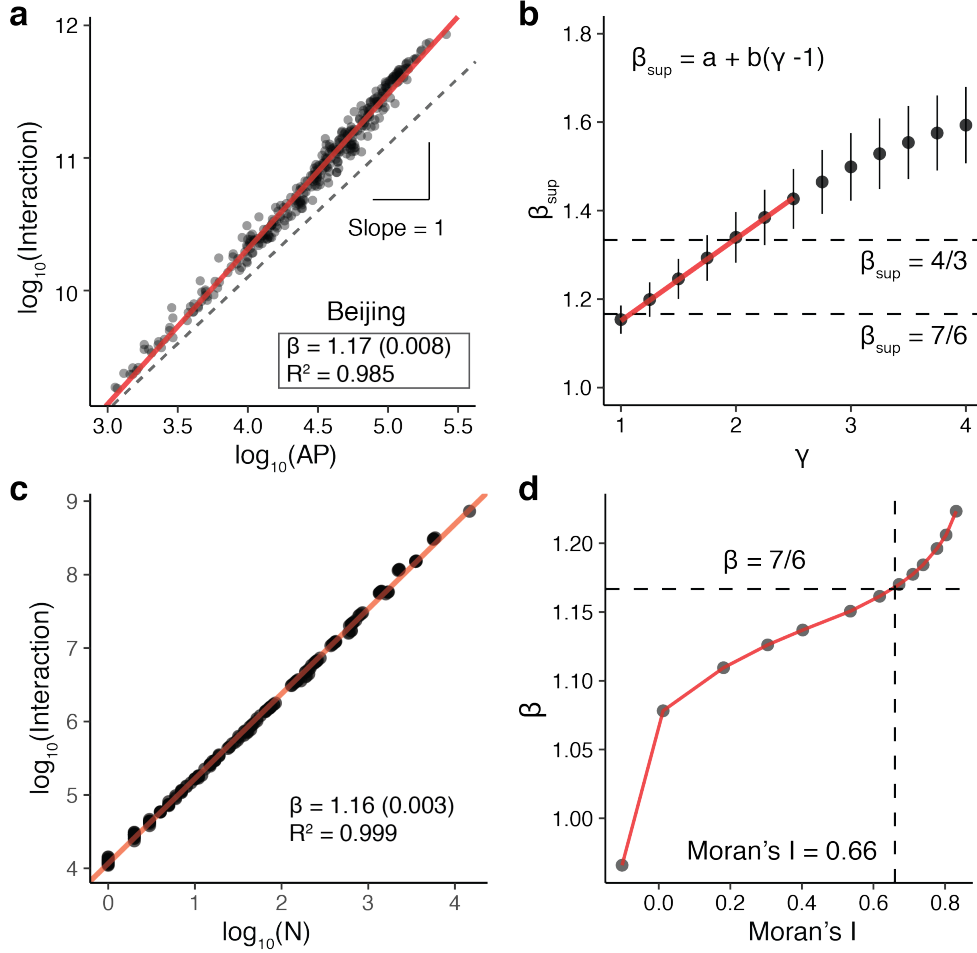 a
12
11
10
log₁₀(Interaction)
Slope = 1
Beijing
β = 1.17 (0.008)
R² = 0.985
3.0 3.5 4.0 4.5 5.0 5.5
log₁₀(AP)
b
1.8
1.6
1.4
1.2
1.0
β_sup
β_sup = a + b(γ -1)
β_sup = 4/3
β_sup = 7/6
1 2 3 4
γ
c
9
8
7
6
5
4
log₁₀(Interaction)
β = 1.16 (0.003)
R² = 0.999
0 1 2 3 4
log₁₀(N)
d
1.20
1.15
1.10
1.05
1.00
β
β = 7/6
Moran's I = 0.66
0.0 0.2 0.4 0.6 0.8
Moran's I